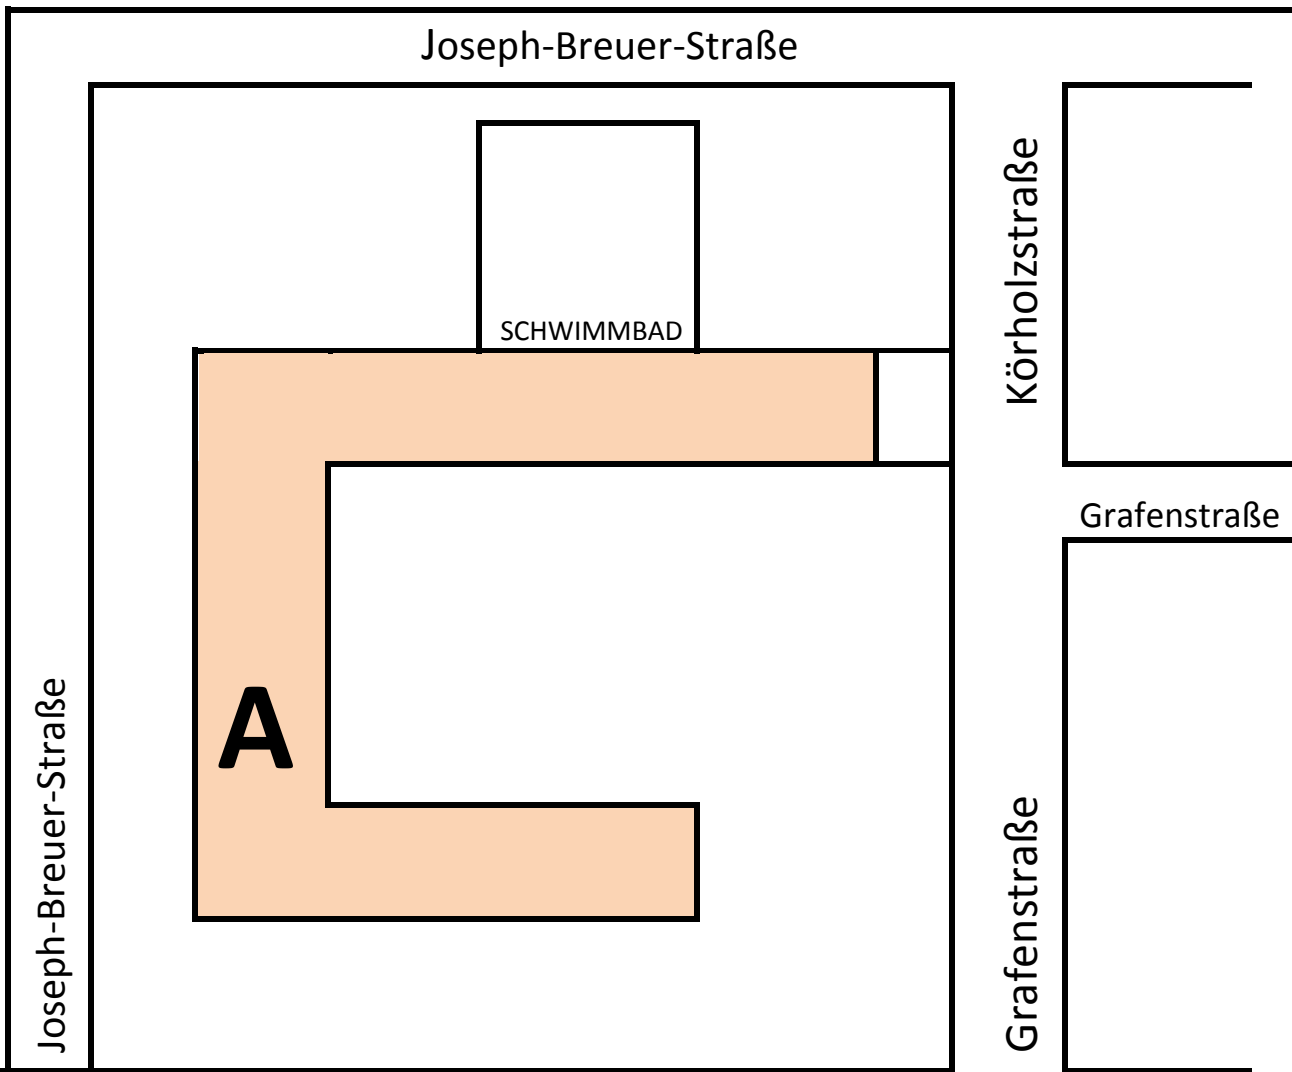 Joseph-Breuer-Straße
Körholzstraße
SCHWIMMBAD
Grafenstraße
A
Joseph-Breuer-Straße
Grafenstraße